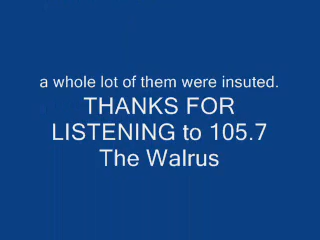 a whole lot of them were insuted.
THANKS FOR
LISTENING to 105.7
The Walrus